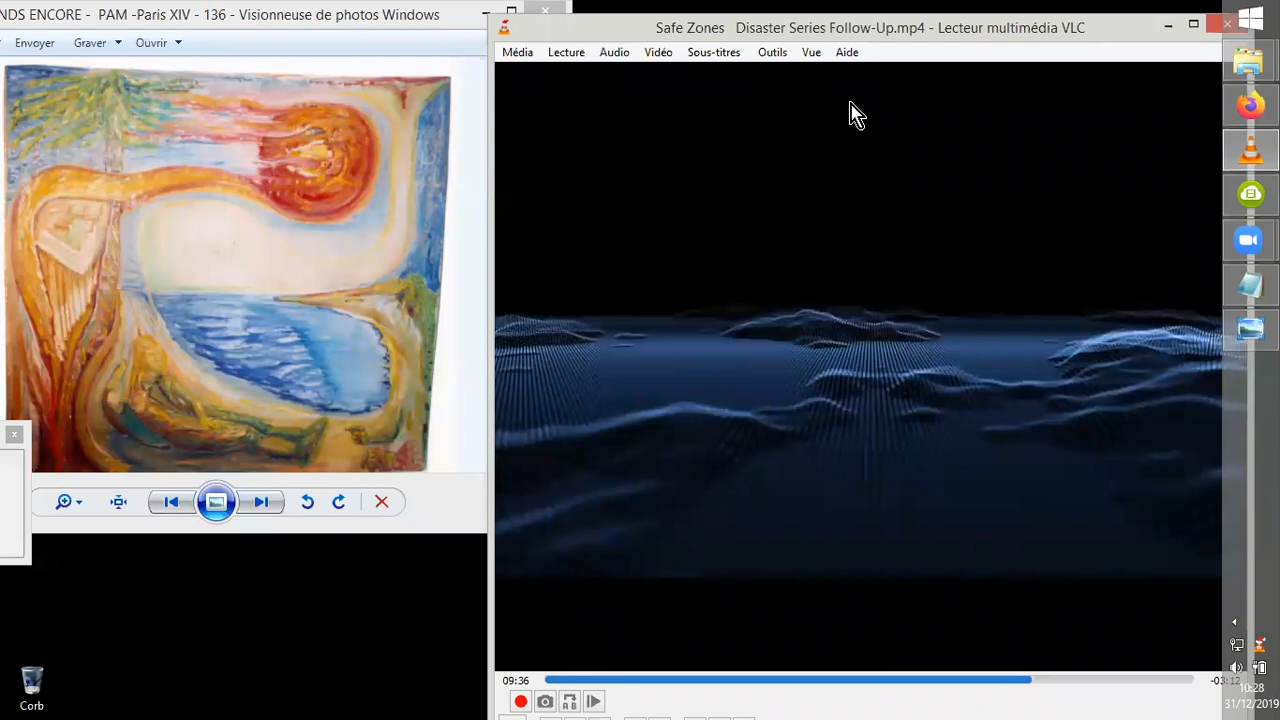 NDS ENCORE - PAM -Paris XIV - 136 - Visionneuse de photos Windows
Envoyer Graver Ouvrir
Safe Zones Disaster Series Follow-Up.mp4 - Lecteur multimédia VLC
Média Lecture Audio Vidéo Sous-titres Outils Vue Aide
09:36
-03:12
A B
Corb
10:28
31/12/2019